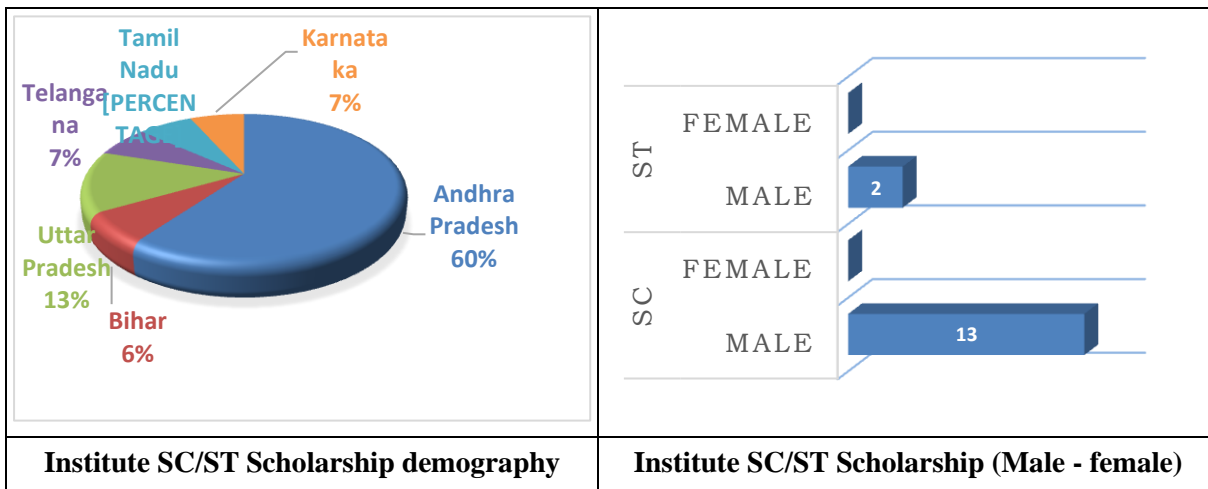 Tamil
Nadu
[PERCEN
TAGE]
Karnata
ka
7%
Telanga
na
7%
Andhra
Pradesh
60%
Uttar
Pradesh
13%
Bihar
6%
ST
FEMALE
MALE
2
SC
FEMALE
MALE
13
Institute SC/ST Scholarship demography
Institute SC/ST Scholarship (Male - female)